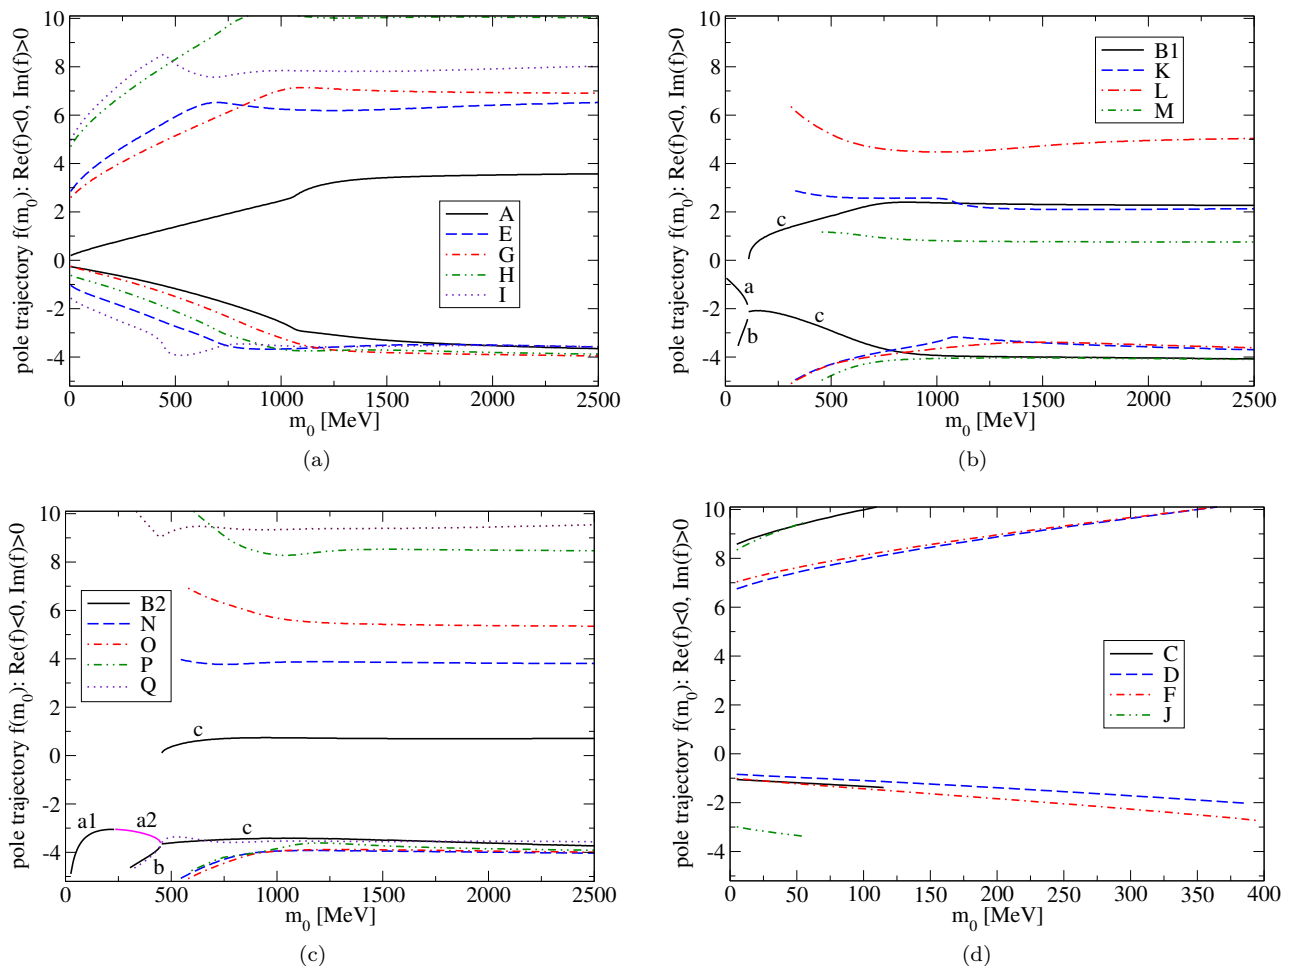 pole trajectory f(m0): Re(f)<0, Im(f)>0
10
8
6
4
2
0
-2
-4
A
E
G
H
I
0 500 1000 1500 2000 2500
m0 [MeV]
(a)
pole trajectory f(m0): Re(f)<0, Im(f)>0
10
8
6
4
2
0
-2
-4
B1
K
L
M
c
a
b
c
0 500 1000 1500 2000 2500
m0 [MeV]
(b)
pole trajectory f(m0): Re(f)<0, Im(f)>0
10
8
6
4
2
0
-2
-4
B2
N
O
P
Q
c
a1 a2 c
b
0 500 1000 1500 2000 2500
m0 [MeV]
(c)
pole trajectory f(m0): Re(f)<0, Im(f)>0
10
8
6
4
2
0
-2
-4
C
D
F
J
0 50 100 150 200 250 300 350 400
m0 [MeV]
(d)